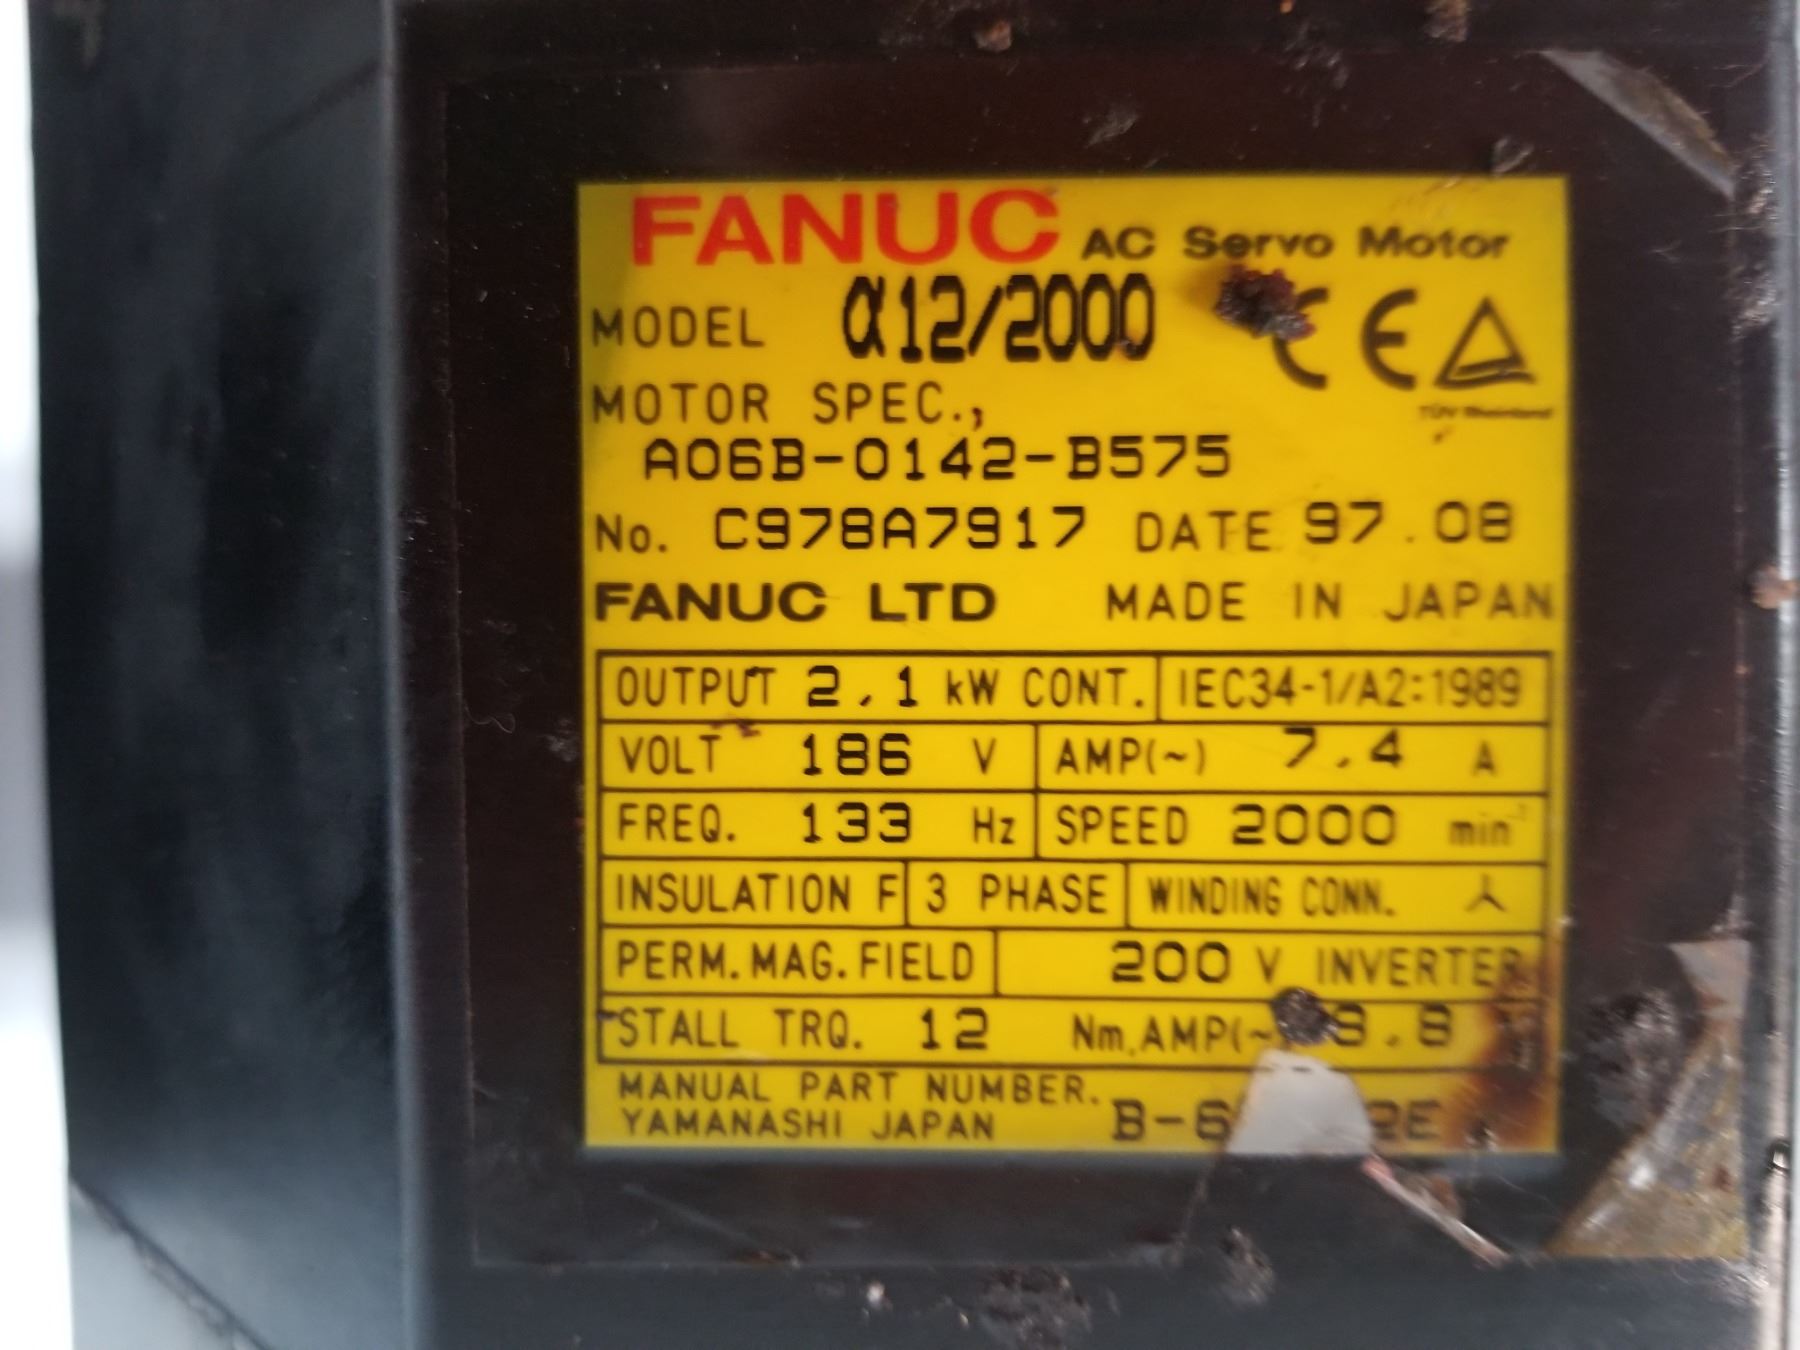 FANUC AC Servo Motor
MODEL α12/2000 CE
TÜV Rheinland
MOTOR SPEC.,
A06B-0142-B575
No. C978A7917 DATE 97.08
FANUC LTD MADE IN JAPAN
OUTPUT 2.1 kW CONT. IEC34-1/A2:1989
VOLT 186 V AMP(~) 7.4 A
FREQ. 133 Hz SPEED 2000 min
INSULATION F 3 PHASE WINDING CONN.
PERM. MAG. FIELD 200 V INVERTER
STALL TRQ. 12 Nm, AMP(~)
MANUAL PART NUMBER.
YAMANASHI JAPAN